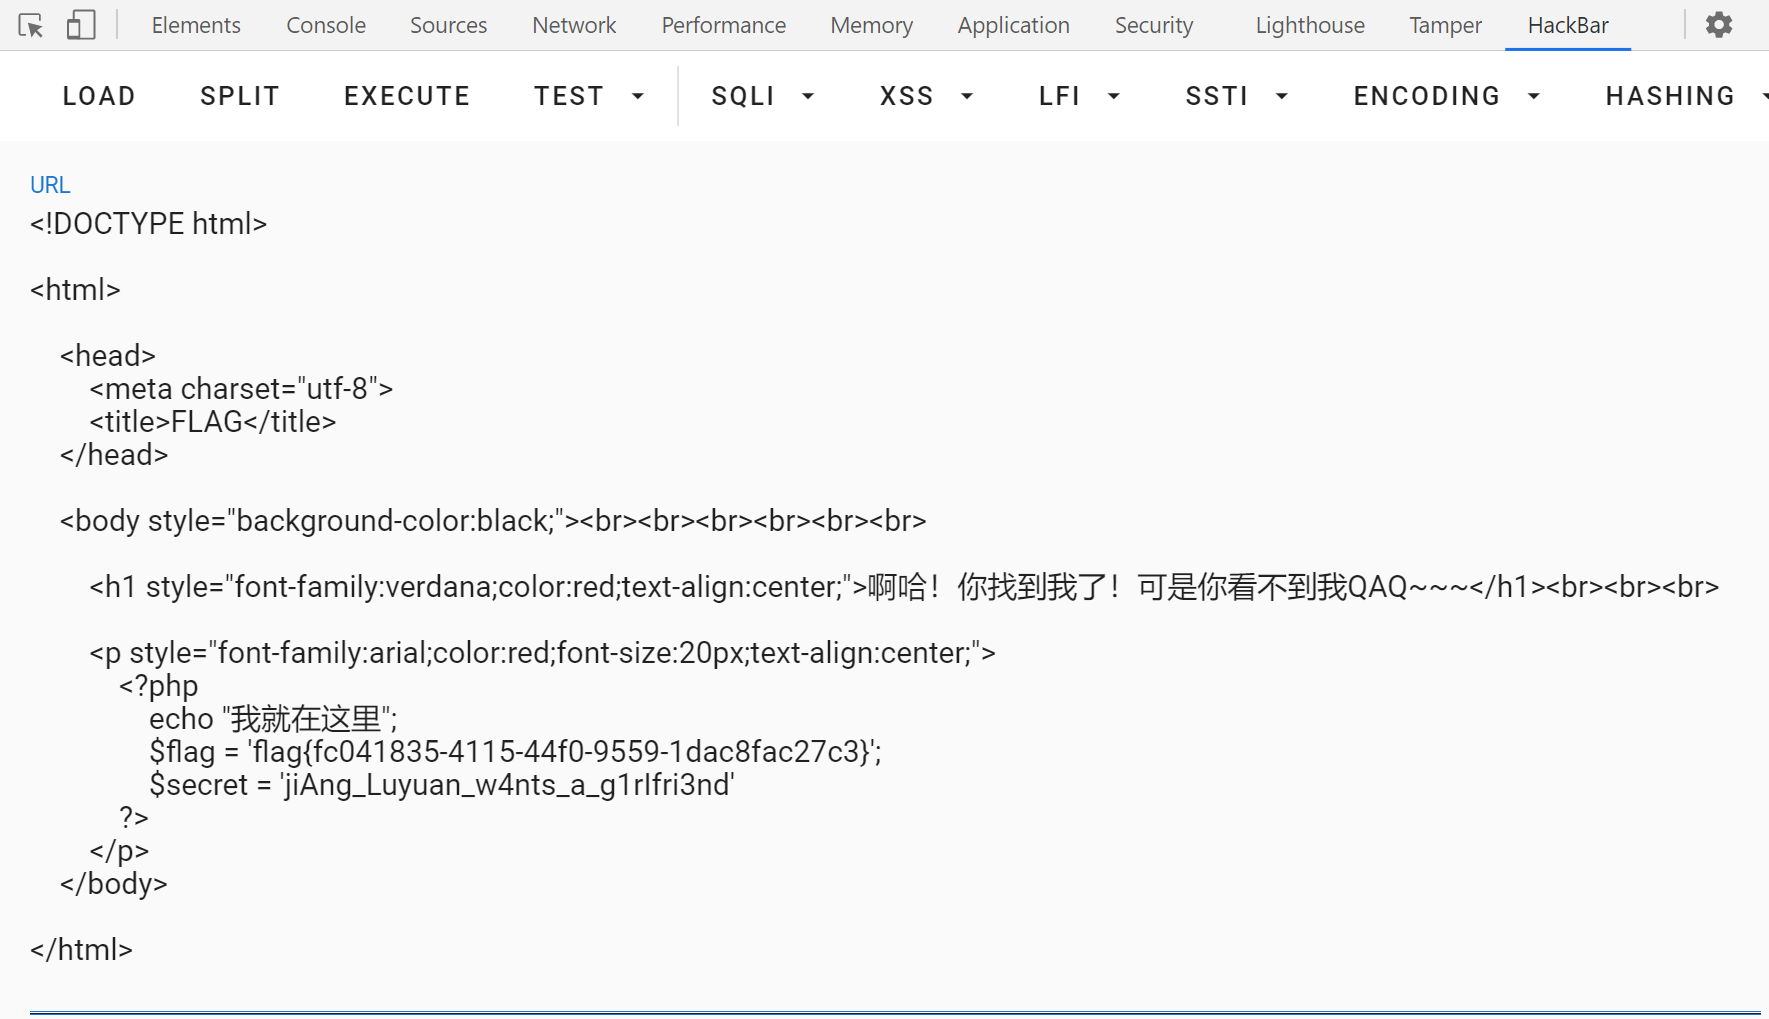 Elements Console Sources Network Performance Memory Application Security Lighthouse Tamper HackBar
LOAD SPLIT EXECUTE TEST SQLI XSS LFI SSTI ENCODING HASHING
URL
<!DOCTYPE html>
<html>
<head>
<meta charset="utf-8">
<title>FLAG</title>
</head>
<body style="background-color:black;"><br><br><br><br><br><br>
<h1 style="font-family:verdana;color:red;text-align:center;">啊哈！你找到我了！可是你看不到我QAQ~~~</h1><br><br><br>
<p style="font-family:arial;color:red;font-size:20px;text-align:center;">
<?php
echo "我就在这里";
$flag = 'flag{fc041835-4115-44f0-9559-1dac8fac27c3}';
$secret = 'jiAng_Luyuan_w4nts_a_g1rIfri3nd'
?>
</p>
</body>
</html>